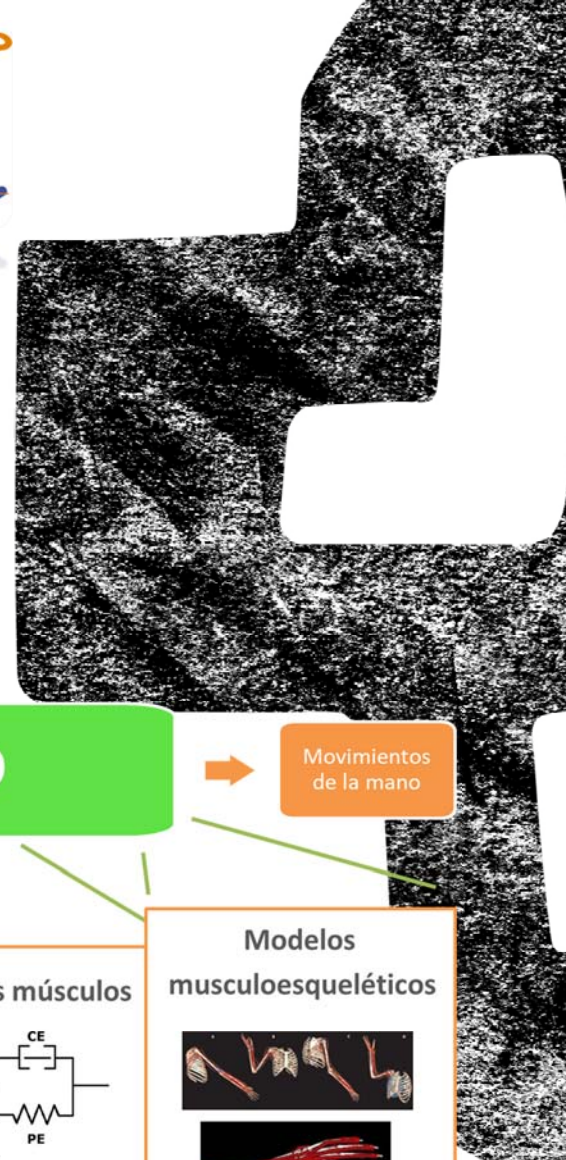 Movimientos
de la mano
Modelos
musculoesqueléticos
músculos
CE
PE